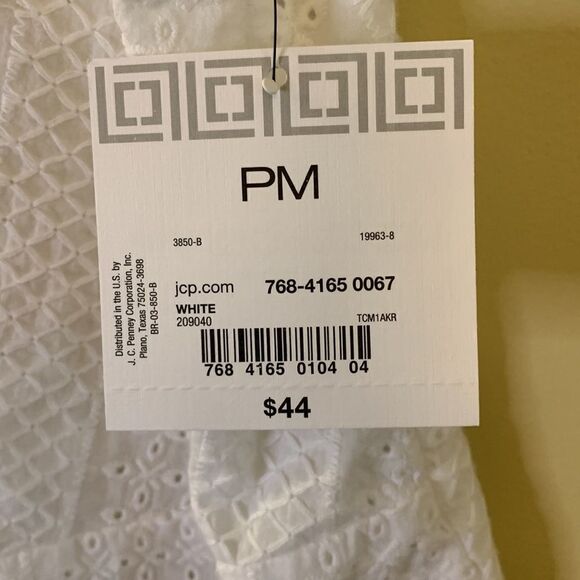 PM
3850-B 19963-8
jcp.com 768-4165 0067
WHITE
209040 TCM1AKR
768 4165 0104 04
$44
Distributed in the U.S. by
J. C. Penney Corporation, Inc.
Plano, Texas 75024-3698
BR-03-850-B